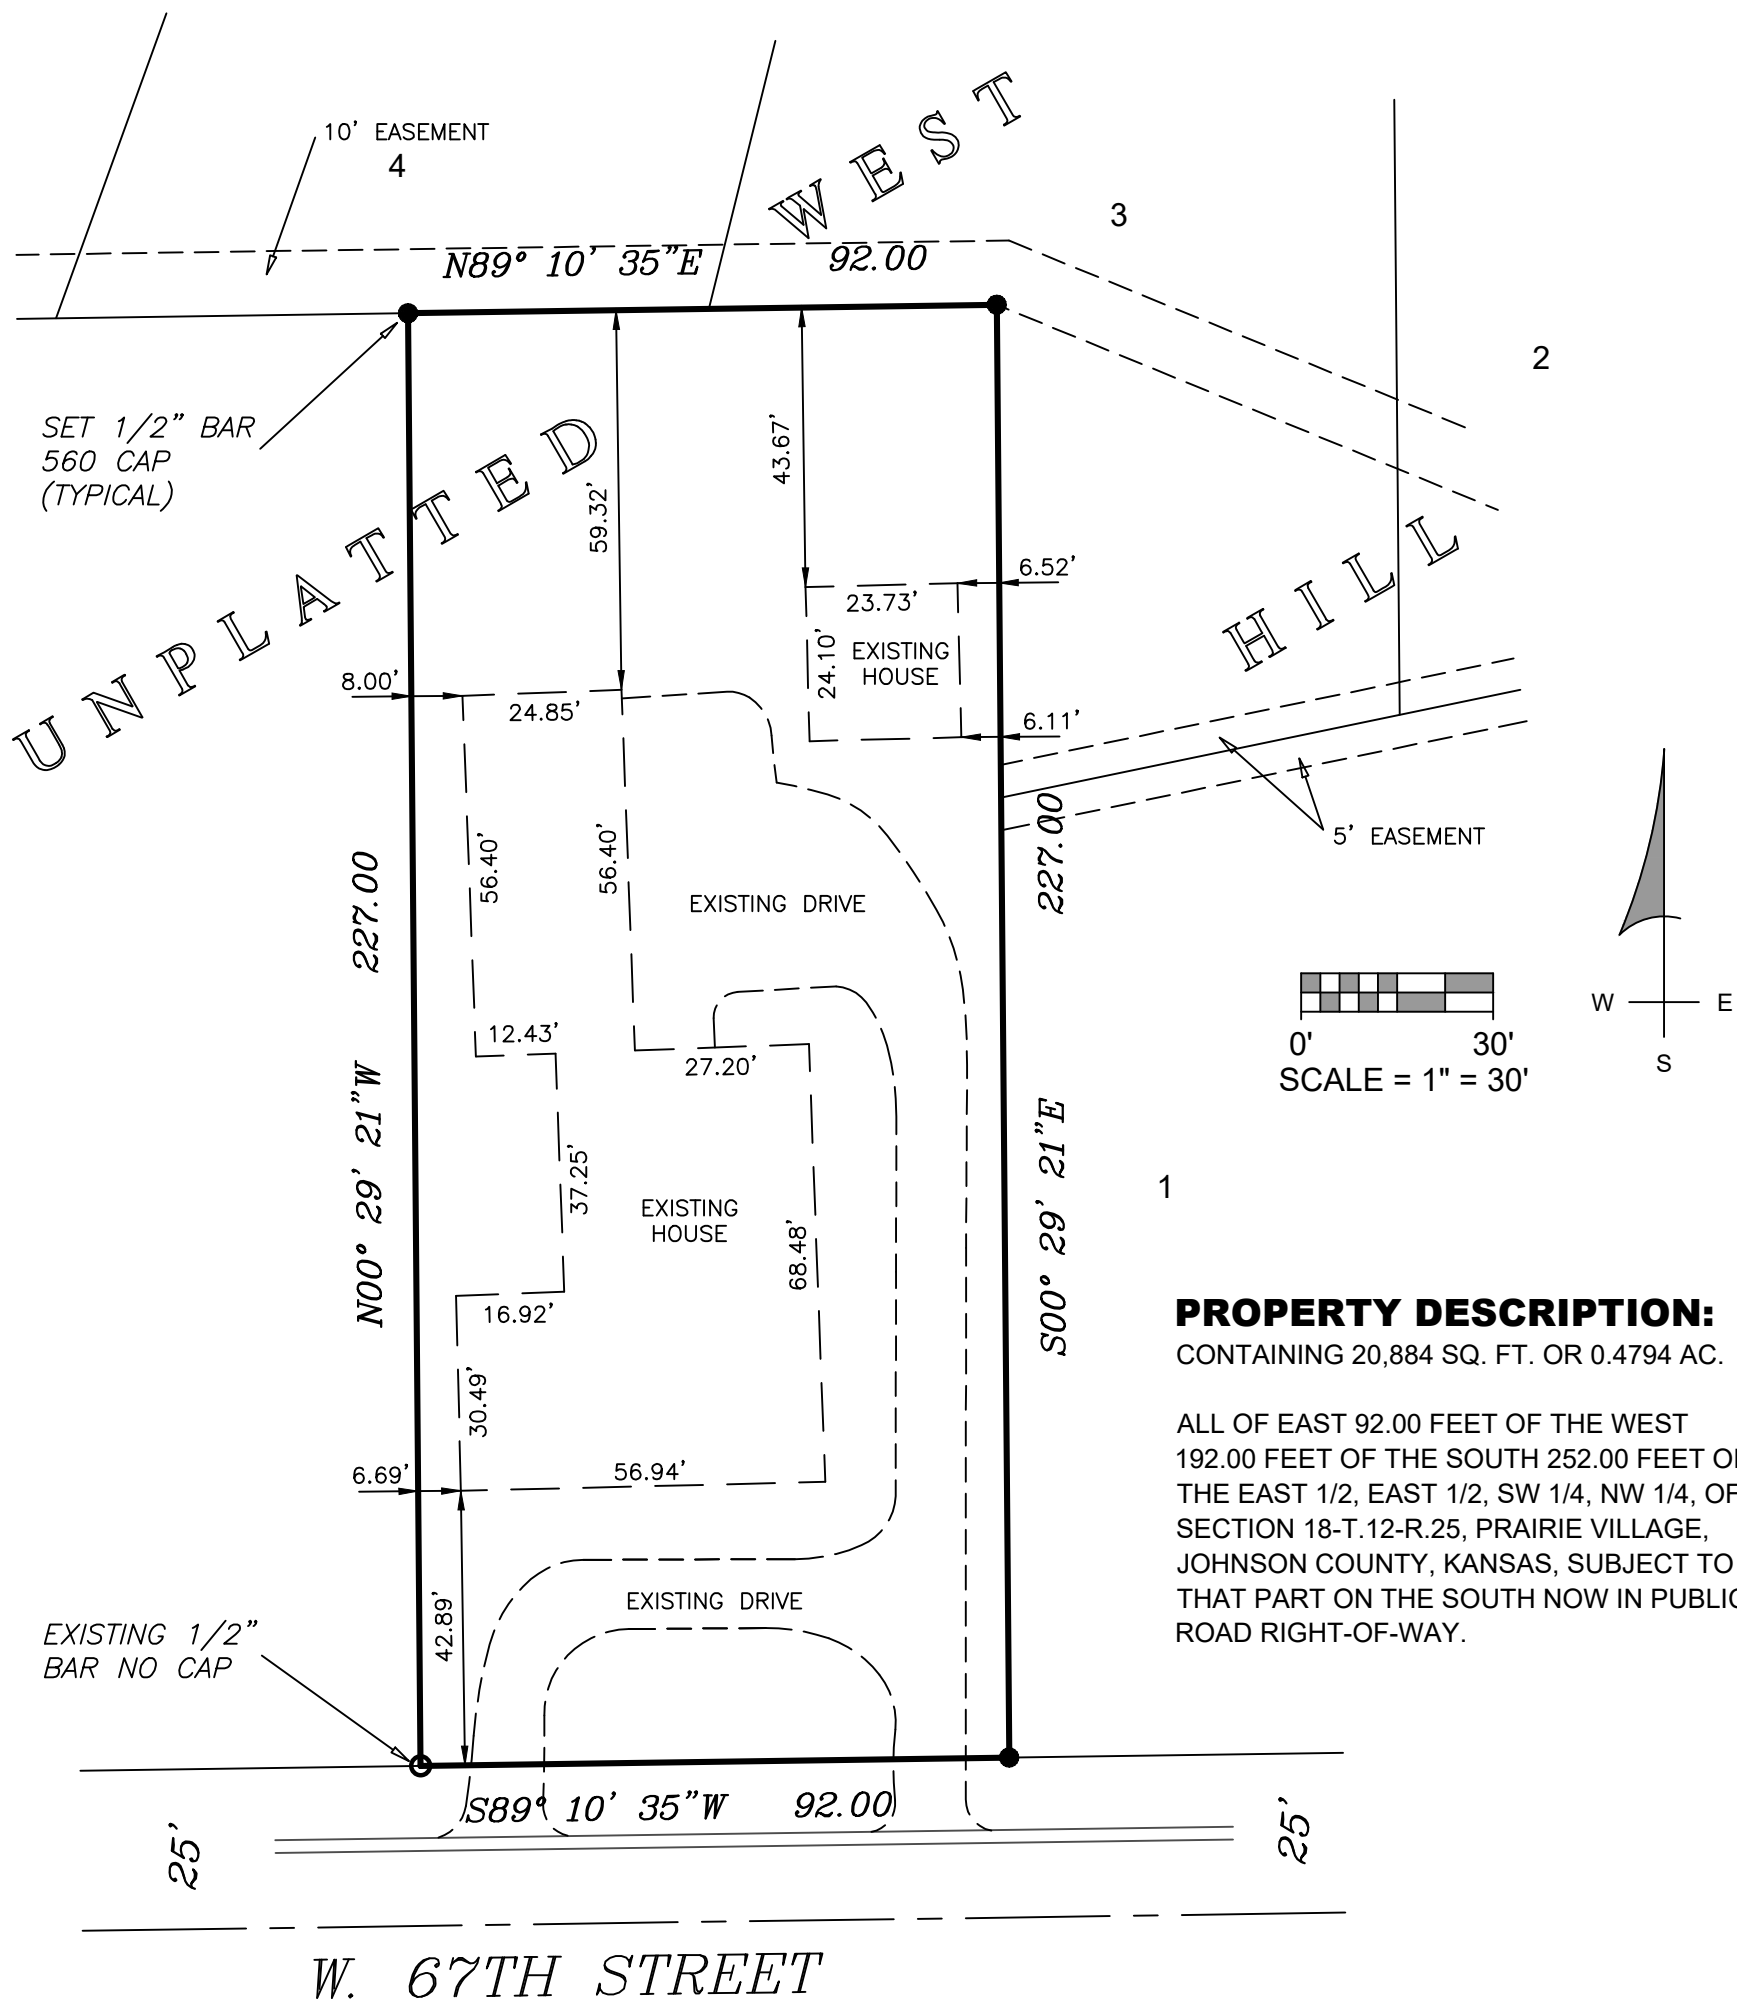 10' EASEMENT
4
WEST
3
N89° 10' 35"E 92.00
2
SET 1/2" BAR
560 CAP
(TYPICAL)
UNPLATTED
59.32'
43.67'
HILL
6.52'
23.73'
24.10'
EXISTING
HOUSE
8.00'
24.85'
6.11'
5' EASEMENT
227.00
56.40'
56.40'
EXISTING DRIVE
227.00
W E
S
0' 30'
SCALE = 1" = 30'
12.43'
27.20'
N00° 29' 21"W
37.25'
EXISTING
HOUSE
68.48'
S00° 29' 21"E
1
16.92'
30.49'
6.69'
56.94'
PROPERTY DESCRIPTION:
CONTAINING 20,884 SQ. FT. OR 0.4794 AC.
ALL OF EAST 92.00 FEET OF THE WEST
192.00 FEET OF THE SOUTH 252.00 FEET OF
THE EAST 1/2, EAST 1/2, SW 1/4, NW 1/4, OF
SECTION 18-T.12-R.25, PRAIRIE VILLAGE,
JOHNSON COUNTY, KANSAS, SUBJECT TO
THAT PART ON THE SOUTH NOW IN PUBLIC
ROAD RIGHT-OF-WAY.
42.89'
EXISTING DRIVE
EXISTING 1/2"
BAR NO CAP
S89° 10' 35"W 92.00
25'
25'
W. 67TH STREET